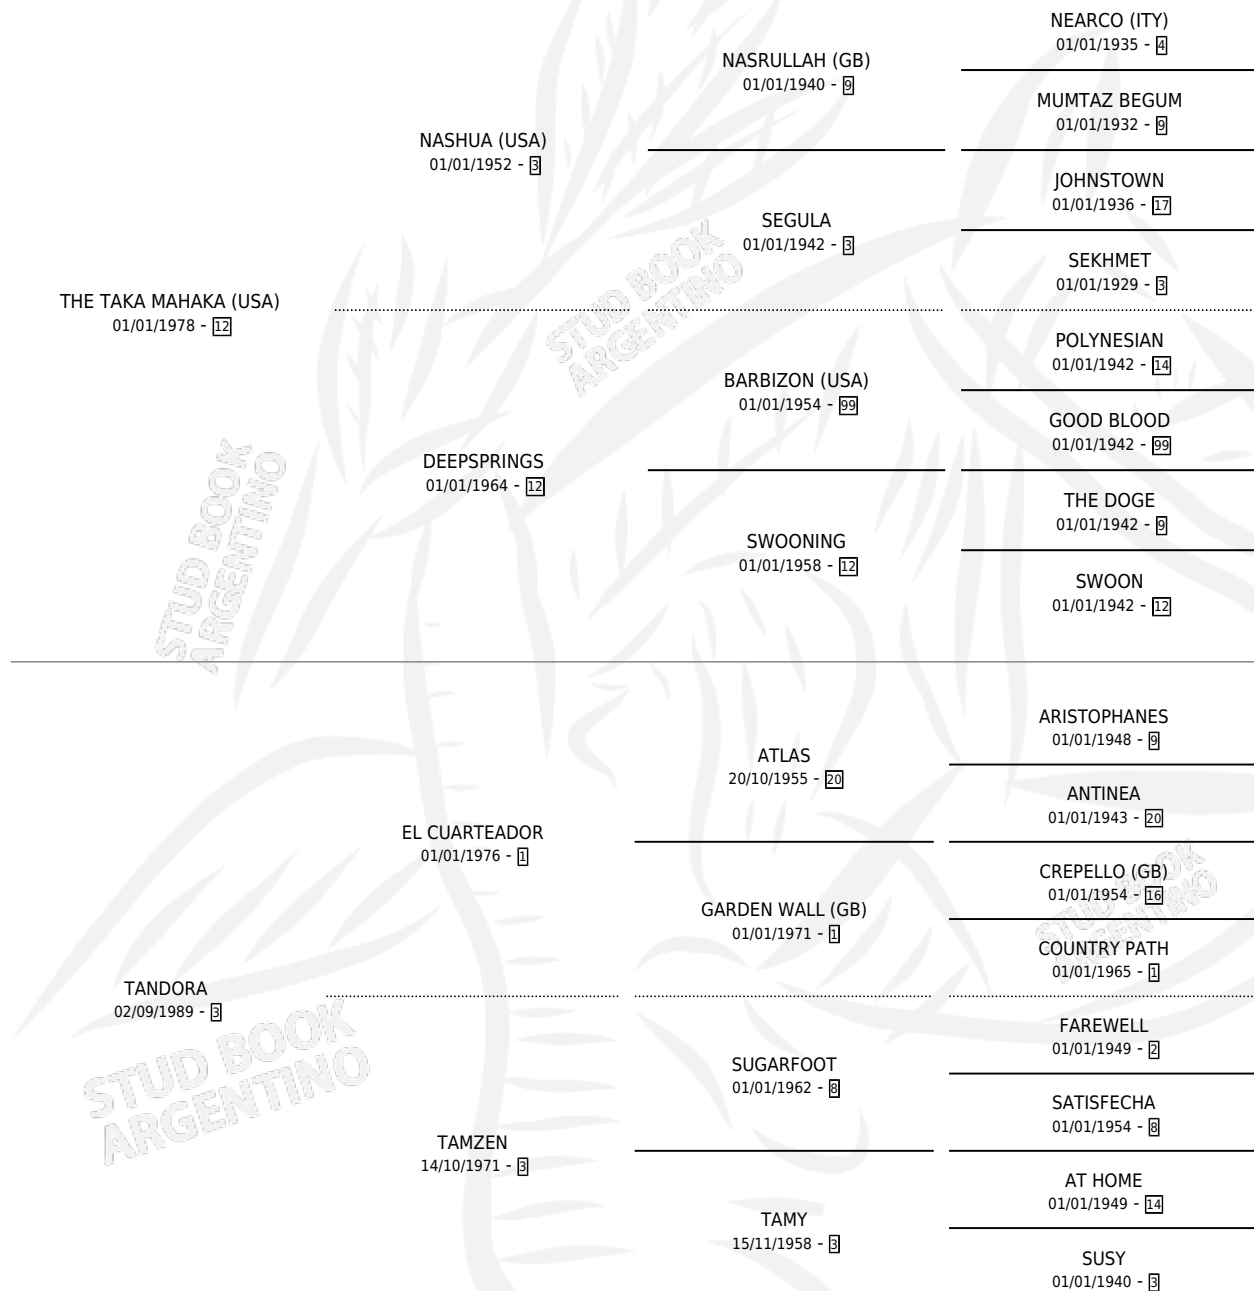 NEARCO (ITY)
01/01/1935 - 4
NASRULLAH (GB)
01/01/1940 - 9
MUMTAZ BEGUM
01/01/1932 - 9
NASHUA (USA)
01/01/1952 - 3
JOHNSTOWN
01/01/1936 - 17
SEGULA
01/01/1942 - 3
SEKHMET
01/01/1929 - 3
THE TAKA MAHAKA (USA)
01/01/1978 - 12
POLYNESIAN
01/01/1942 - 14
BARBIZON (USA)
01/01/1954 - 99
GOOD BLOOD
01/01/1942 - 99
DEEPSPRINGS
01/01/1964 - 12
THE DOGE
01/01/1942 - 9
SWOONING
01/01/1958 - 12
SWOON
01/01/1942 - 12
ARISTOPHANES
01/01/1948 - 9
ATLAS
20/10/1955 - 20
ANTINEA
01/01/1943 - 20
EL CUARTEADOR
01/01/1976 - 1
CREPELLO (GB)
01/01/1954 - 16
GARDEN WALL (GB)
01/01/1971 - 1
COUNTRY PATH
01/01/1965 - 1
TANDORA
02/09/1989 - 3
FAREWELL
01/01/1949 - 2
SUGARFOOT
01/01/1962 - 8
SATISFECHA
01/01/1954 - 8
TAMZEN
14/10/1971 - 3
AT HOME
01/01/1949 - 14
TAMY
15/11/1958 - 3
SUSY
01/01/1940 - 3
STUD BOOK
ARGENTINO
STUD BOOK
ARGENTINO
STUD BOOK
ARGENTINO
STUD BOOK
ARGENTINO